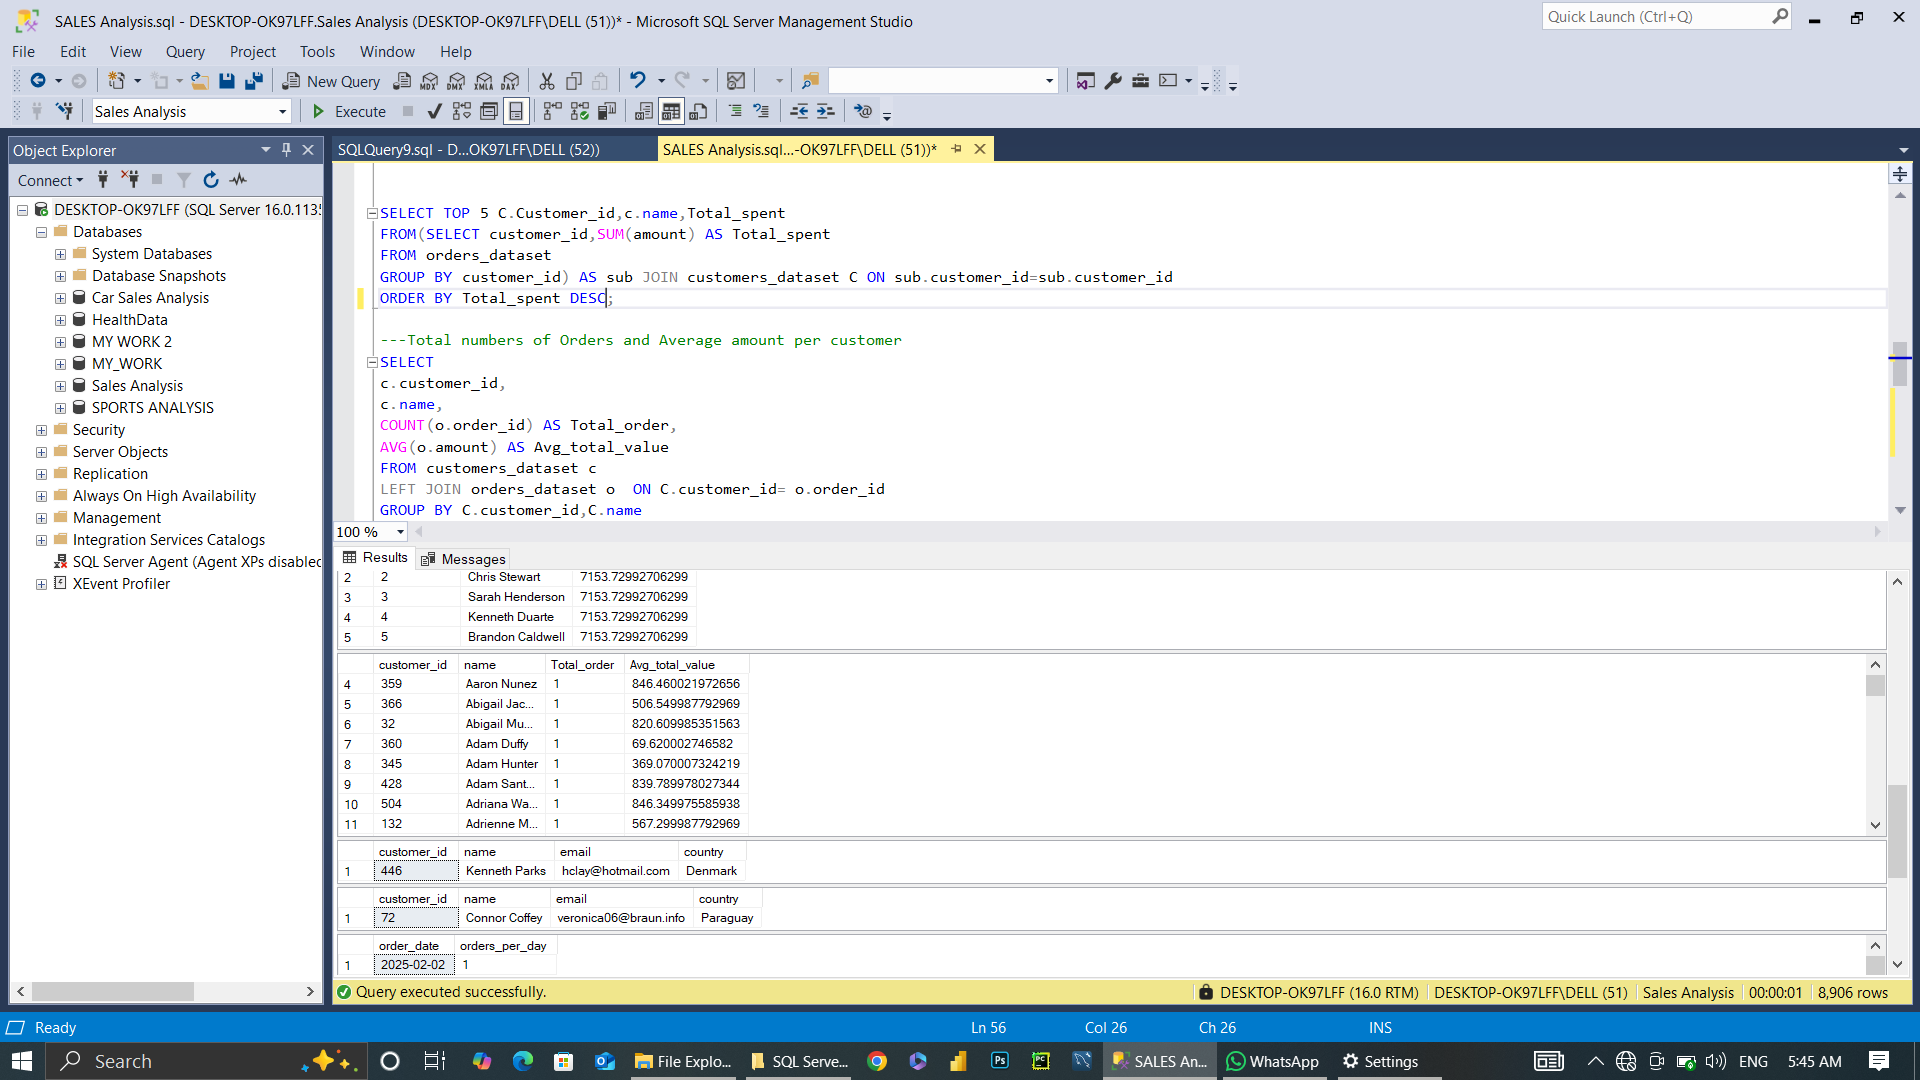 SALES Analysis.sql - DESKTOP-OK97LFF.Sales Analysis (DESKTOP-OK97LFF\DELL (51))* - Microsoft SQL Server Management Studio
Quick Launch (Ctrl+Q)
File Edit View Query Project Tools Window Help
New Query
MDX DMX XMLA DAX
Sales Analysis
Execute
Object Explorer
Connect
DESKTOP-OK97LFF (SQL Server 16.0.1135
Databases
System Databases
Database Snapshots
Car Sales Analysis
HealthData
MY WORK 2
MY_WORK
Sales Analysis
SPORTS ANALYSIS
Security
Server Objects
Replication
Always On High Availability
Management
Integration Services Catalogs
SQL Server Agent (Agent XPs disabled
XEvent Profiler
SQLQuery9.sql - D...OK97LFF\DELL (52))
SALES Analysis.sql...-OK97LFF\DELL (51))*
SELECT TOP 5 C.Customer_id,c.name,Total_spent
FROM(SELECT customer_id,SUM(amount) AS Total_spent
FROM orders_dataset
GROUP BY customer_id) AS sub JOIN customers_dataset C ON sub.customer_id=sub.customer_id
ORDER BY Total_spent DESC;
---Total numbers of Orders and Average amount per customer
SELECT
c.customer_id,
c.name,
COUNT(o.order_id) AS Total_order,
AVG(o.amount) AS Avg_total_value
FROM customers_dataset c
LEFT JOIN orders_dataset o  ON C.customer_id= o.order_id
GROUP BY C.customer_id,C.name
100 %
Results Messages
2 2 Chris Stewart 7153.72992706299
3 3 Sarah Henderson 7153.72992706299
4 4 Kenneth Duarte 7153.72992706299
5 5 Brandon Caldwell 7153.72992706299
customer_id name Total_order Avg_total_value
4 359 Aaron Nunez 1 846.460021972656
5 366 Abigail Jac... 1 506.549987792969
6 32 Abigail Mu... 1 820.609985351563
7 360 Adam Duffy 1 69.620002746582
8 345 Adam Hunter 1 369.070007324219
9 428 Adam Sant... 1 839.789978027344
10 504 Adriana Wa... 1 846.349975585938
11 132 Adrienne M... 1 567.299987792969
customer_id name email country
1 446 Kenneth Parks hclay@hotmail.com Denmark
customer_id name email country
1 72 Connor Coffey veronica06@braun.info Paraguay
order_date orders_per_day
1 2025-02-02 1
Query executed successfully.
DESKTOP-OK97LFF (16.0 RTM) DESKTOP-OK97LFF\DELL (51) Sales Analysis 00:00:01 8,906 rows
Ready
Ln 56 Col 26 Ch 26 INS
Search
File Explo...
SQL Serve...
Ps
PC
SALES An...
WhatsApp
Settings
ENG
5:45 AM